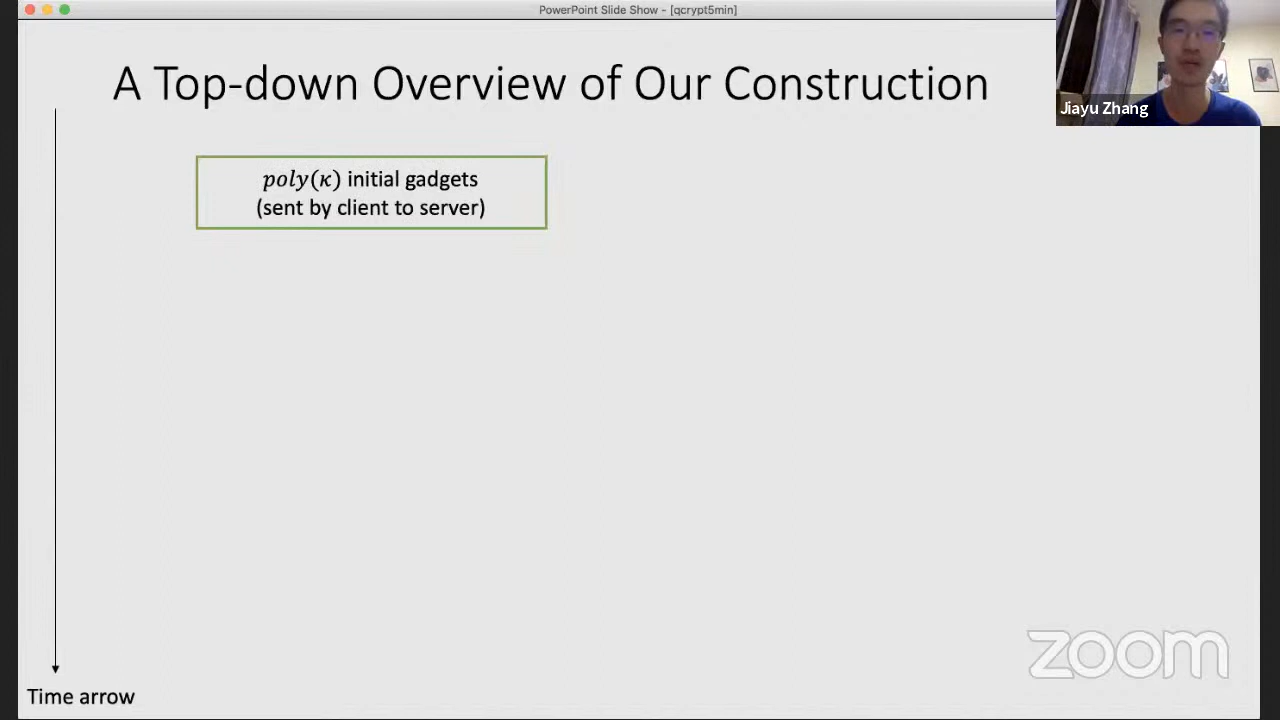 PowerPoint Slide Show - [qcrypt5min]
A Top-down Overview of Our Construction
Jiayu Zhang
𝑝𝑜𝑙𝑦(𝜅) initial gadgets
(sent by client to server)
zoom
Time arrow